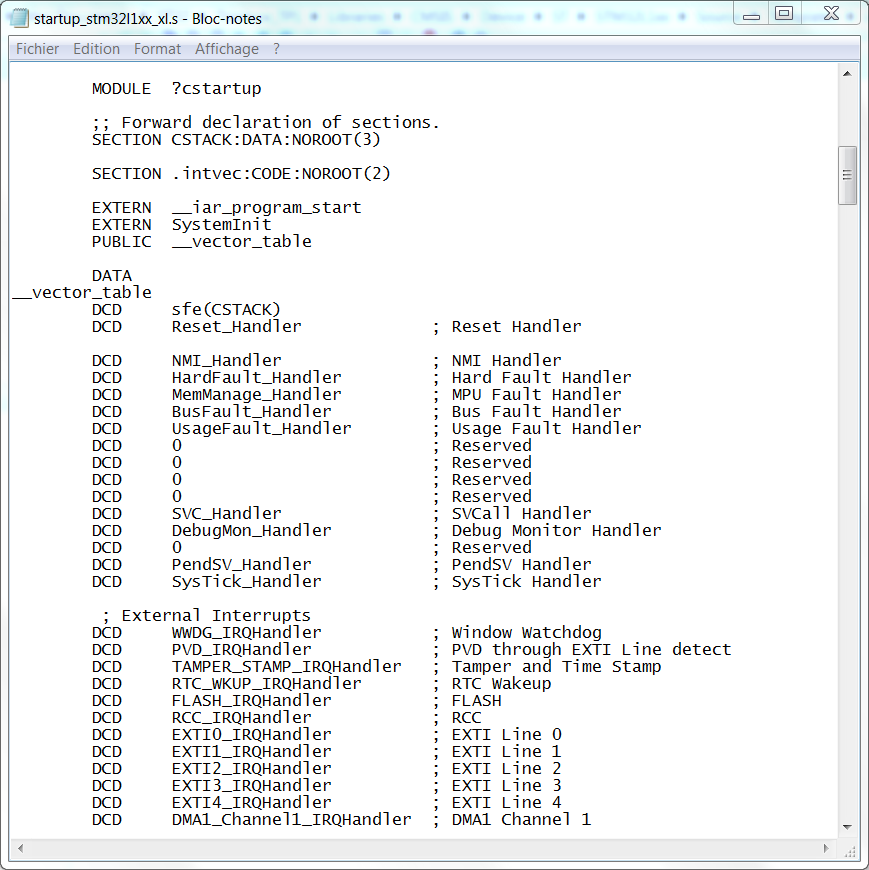 startup_stm32l1xx_xl.s - Bloc-notes
Fichier Edition Format Affichage ?
MODULE ?cstartup
;; Forward declaration of sections.
SECTION CSTACK:DATA:NOROOT(3)
SECTION .intvec:CODE:NOROOT(2)
EXTERN __iar_program_start
EXTERN SystemInit
PUBLIC __vector_table
DATA
__vector_table
DCD sfe(CSTACK)
DCD Reset_Handler ; Reset Handler
DCD NMI_Handler ; NMI Handler
DCD HardFault_Handler ; Hard Fault Handler
DCD MemManage_Handler ; MPU Fault Handler
DCD BusFault_Handler ; Bus Fault Handler
DCD UsageFault_Handler ; Usage Fault Handler
DCD 0 ; Reserved
DCD 0 ; Reserved
DCD 0 ; Reserved
DCD 0 ; Reserved
DCD SVC_Handler ; SVCall Handler
DCD DebugMon_Handler ; Debug Monitor Handler
DCD 0 ; Reserved
DCD PendSV_Handler ; PendSV Handler
DCD SysTick_Handler ; SysTick Handler
; External Interrupts
DCD WWDG_IRQHandler ; Window Watchdog
DCD PVD_IRQHandler ; PVD through EXTI Line detect
DCD TAMPER_STAMP_IRQHandler ; Tamper and Time Stamp
DCD RTC_WKUP_IRQHandler ; RTC Wakeup
DCD FLASH_IRQHandler ; FLASH
DCD RCC_IRQHandler ; RCC
DCD EXTI0_IRQHandler ; EXTI Line 0
DCD EXTI1_IRQHandler ; EXTI Line 1
DCD EXTI2_IRQHandler ; EXTI Line 2
DCD EXTI3_IRQHandler ; EXTI Line 3
DCD EXTI4_IRQHandler ; EXTI Line 4
DCD DMA1_Channel1_IRQHandler ; DMA1 Channel 1